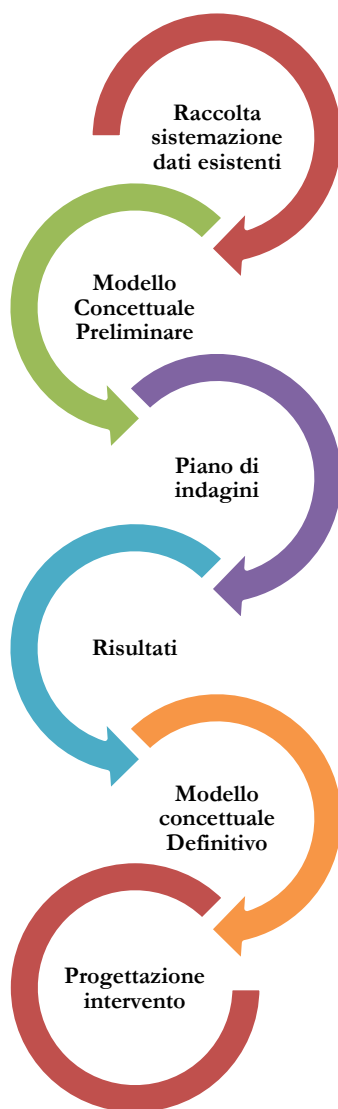 Raccolta
sistemazione
dati esistenti
Modello
Concettuale
Preliminare
Piano di
indagini
Risultati
Modello
concettuale
Definitivo
Progettazione
intervento